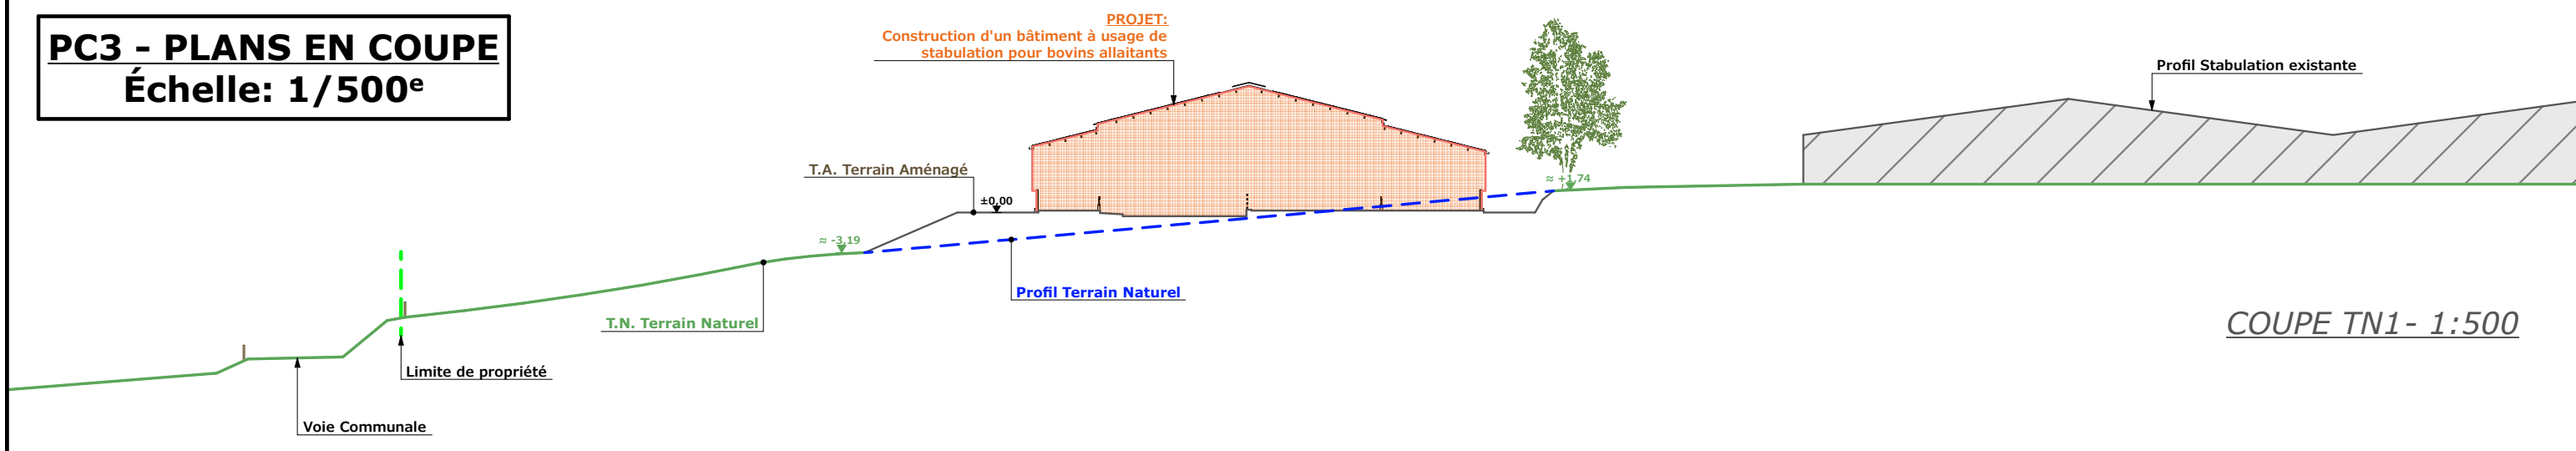 PC3 - PLANS EN COUPE
Échelle: 1/500ᵉ
PROJET:
Construction d'un bâtiment à usage de
stabulation pour bovins allaitants
Profil Stabulation existante
T.A. Terrain Aménagé
±0,00
≈ +1,74
≈ -3,19
Profil Terrain Naturel
T.N. Terrain Naturel
COUPE TN1- 1:500
Limite de propriété
Voie Communale